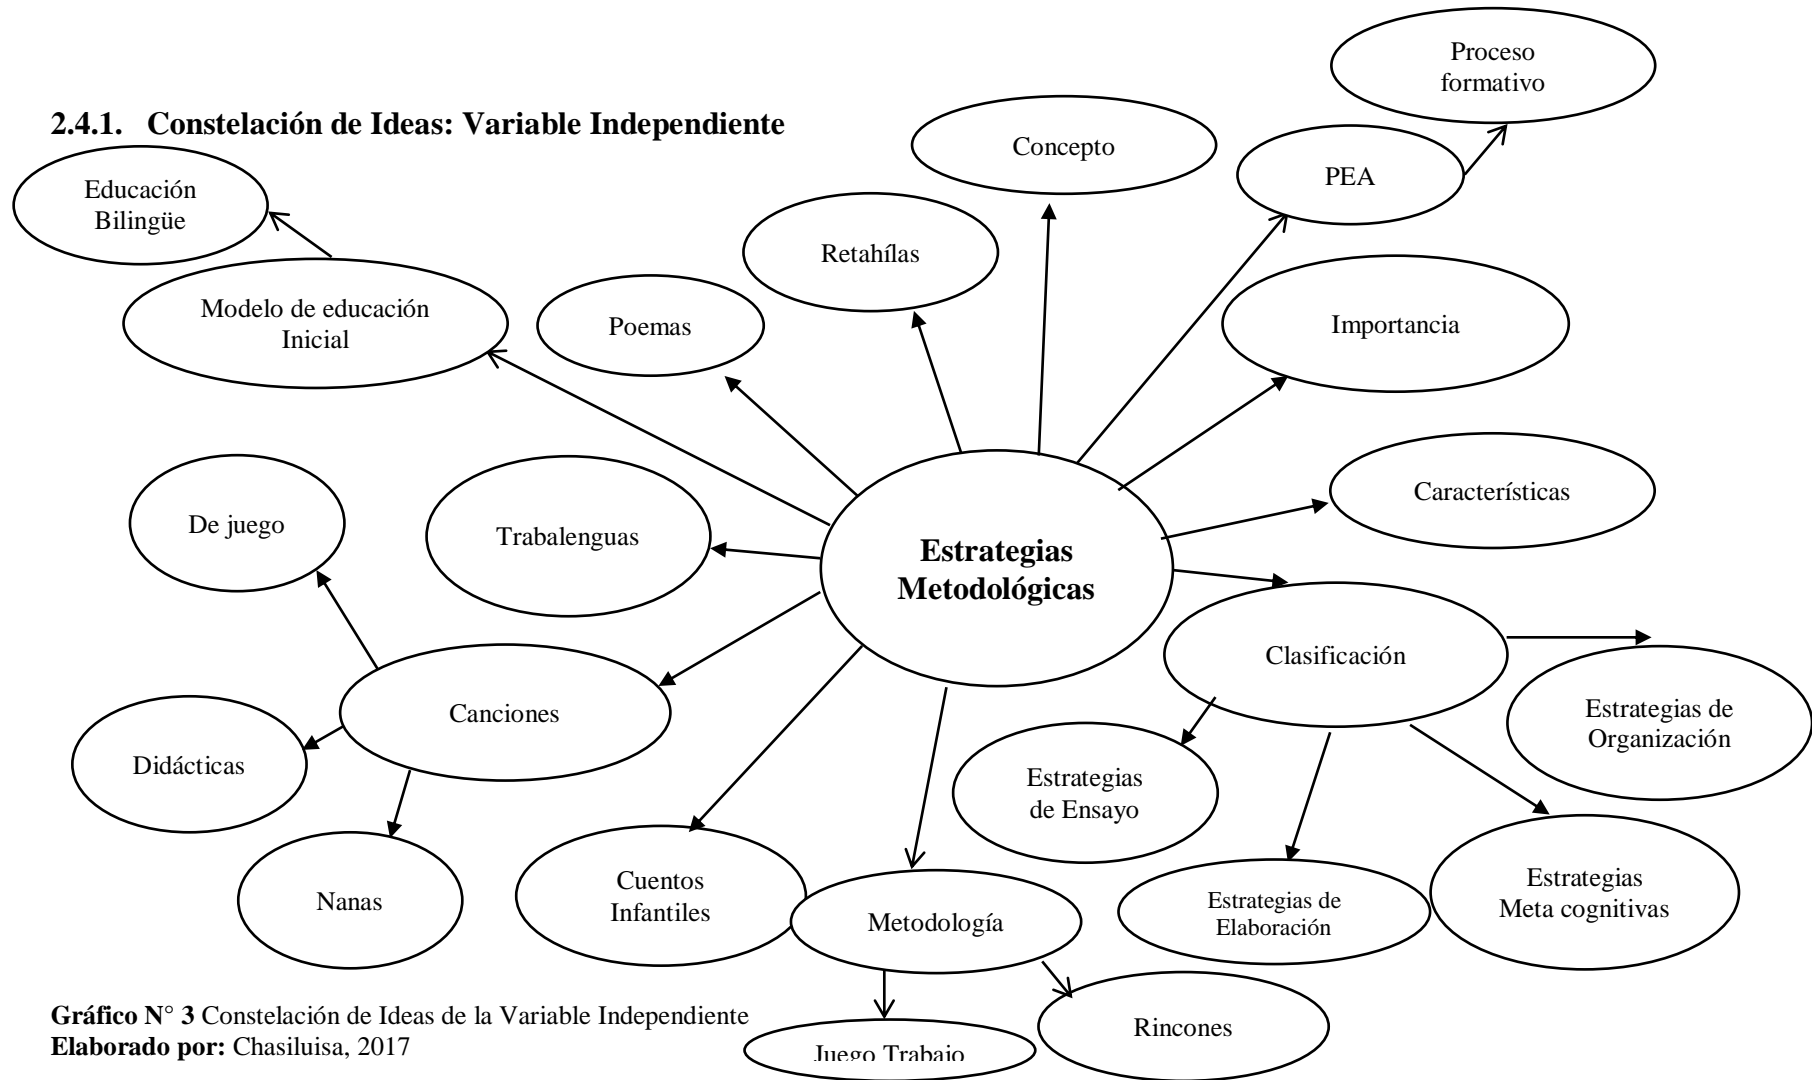 Proceso
formativo
2.4.1. Constelación de Ideas: Variable Independiente
Concepto
PEA
Educación
Bilingüe
Retahílas
Modelo de educación
Inicial
Poemas
Importancia
Características
De juego
Trabalenguas
Estrategias
Metodológicas
Clasificación
Canciones
Estrategias de
Organización
Didácticas
Estrategias
de Ensayo
Nanas
Cuentos
Infantiles
Metodología
Estrategias de
Elaboración
Estrategias
Meta cognitivas
Gráfico N° 3 Constelación de Ideas de la Variable Independiente
Elaborado por: Chasiluisa, 2017
Juego Trabajo
Rincones